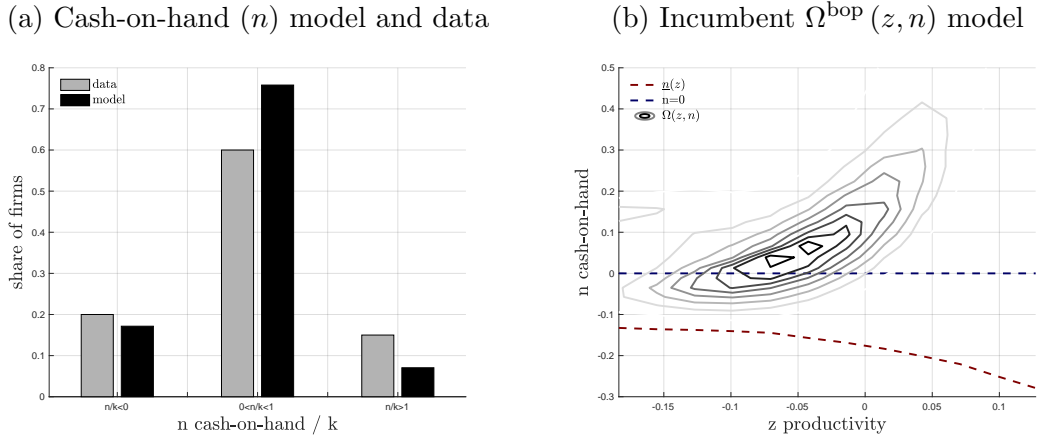 (a) Cash-on-hand (n) model and data
0.8
0.7
0.6
0.5
0.4
0.3
0.2
0.1
0
share of firms
data
model
n/k<0
0<n/k<1
n/k>1
n cash-on-hand / k
(b) Incumbent Ω^bop (z, n) model
0.5
0.4
0.3
0.2
0.1
0
-0.1
-0.2
-0.3
n cash-on-hand
n(z)
n=0
Ω(z, n)
-0.15
-0.1
-0.05
0
0.05
0.1
z productivity